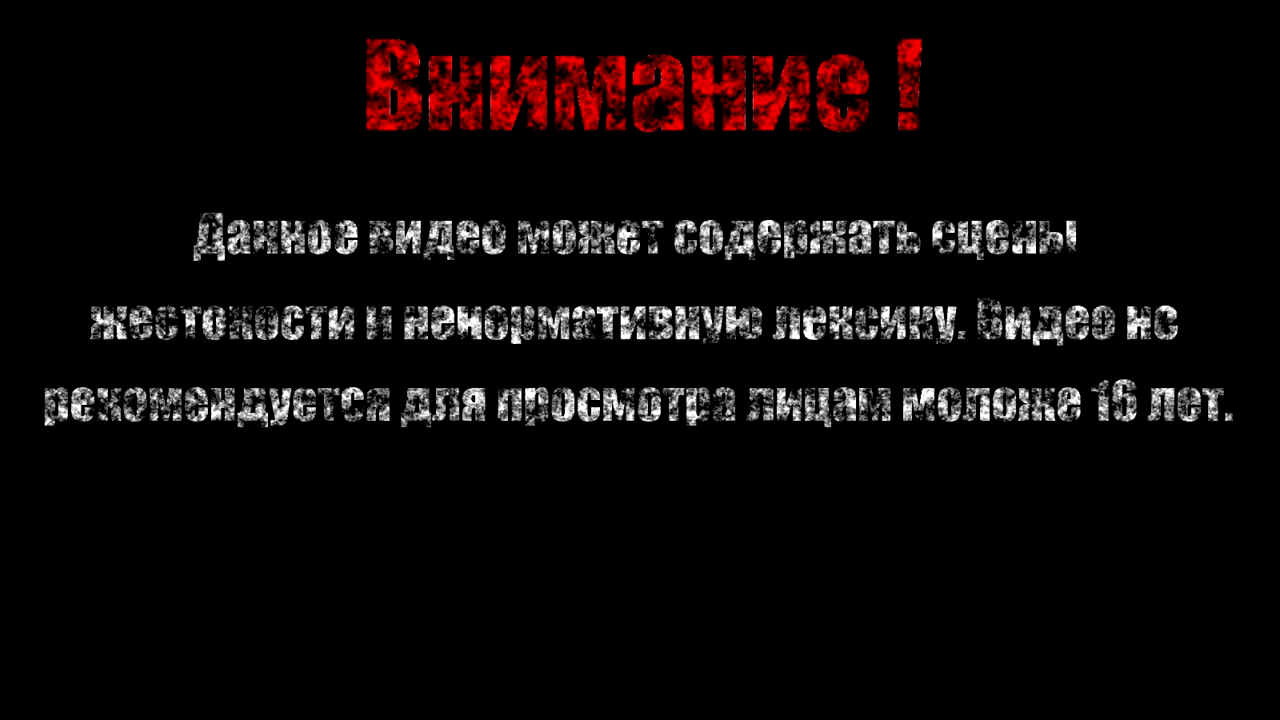 Внимание !
Данное видео может содержать сцены
жестокости и ненормативную лексику. Видео не
рекомендуется для просмотра лицам моложе 16 лет.